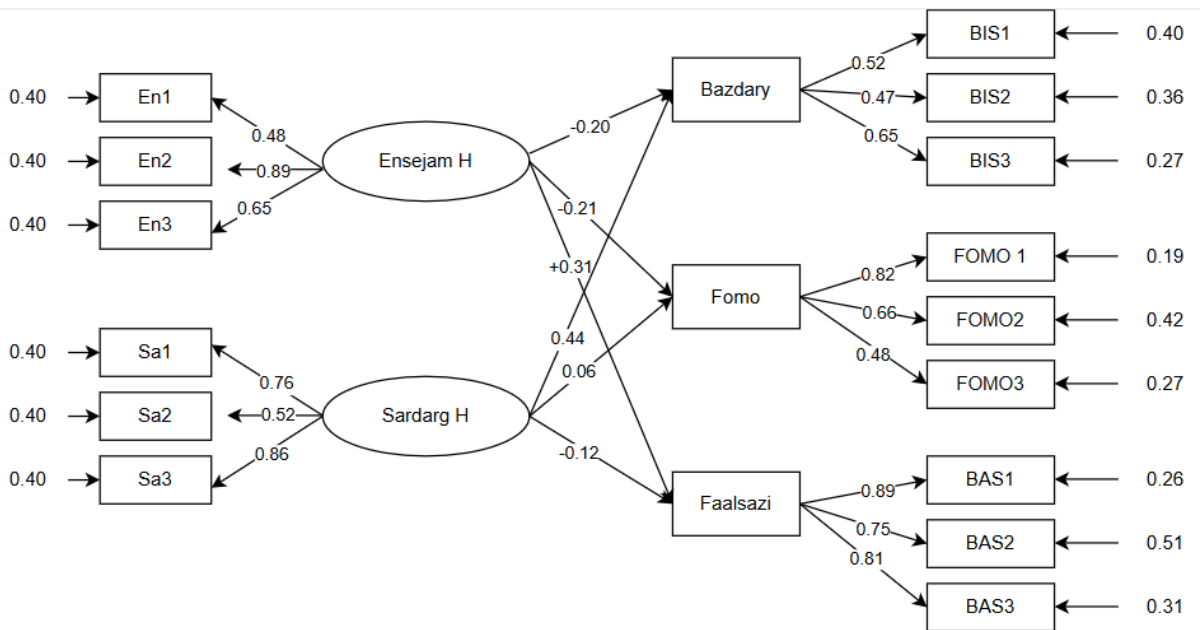 0.40
En1
0.40
En2
0.40
En3
0.48
0.89
0.65
Ensejam H
0.40
Sa1
0.40
Sa2
0.40
Sa3
0.76
0.52
0.86
Sardarg H
-0.20
-0.21
+0.31
0.44
0.06
-0.12
Bazdary
0.52
0.47
0.65
BIS1
0.40
BIS2
0.36
BIS3
0.27
Fomo
0.82
0.66
0.48
FOMO 1
0.19
FOMO2
0.42
FOMO3
0.27
Faalsazi
0.89
0.75
0.81
BAS1
0.26
BAS2
0.51
BAS3
0.31